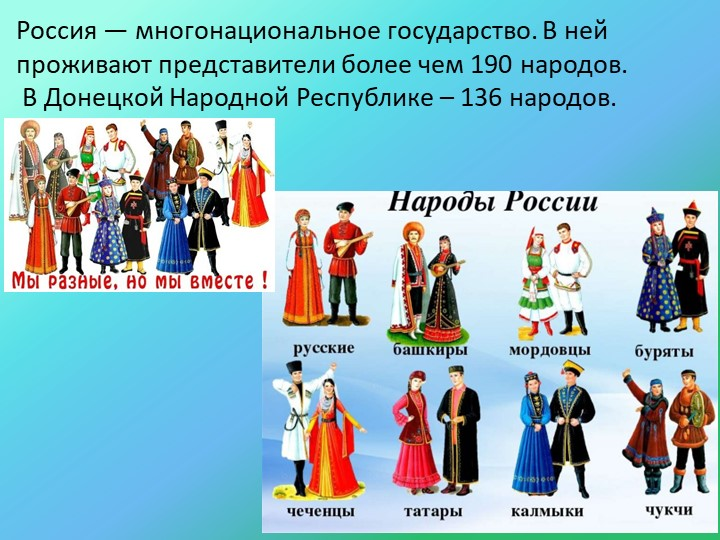 Россия — многонациональное государство. В ней
проживают представители более чем 190 народов.
В Донецкой Народной Республике – 136 народов.
Мы разные, но мы вместе !
Народы России
русские башкиры мордовцы буряты
чеченцы татары калмыки чукчи